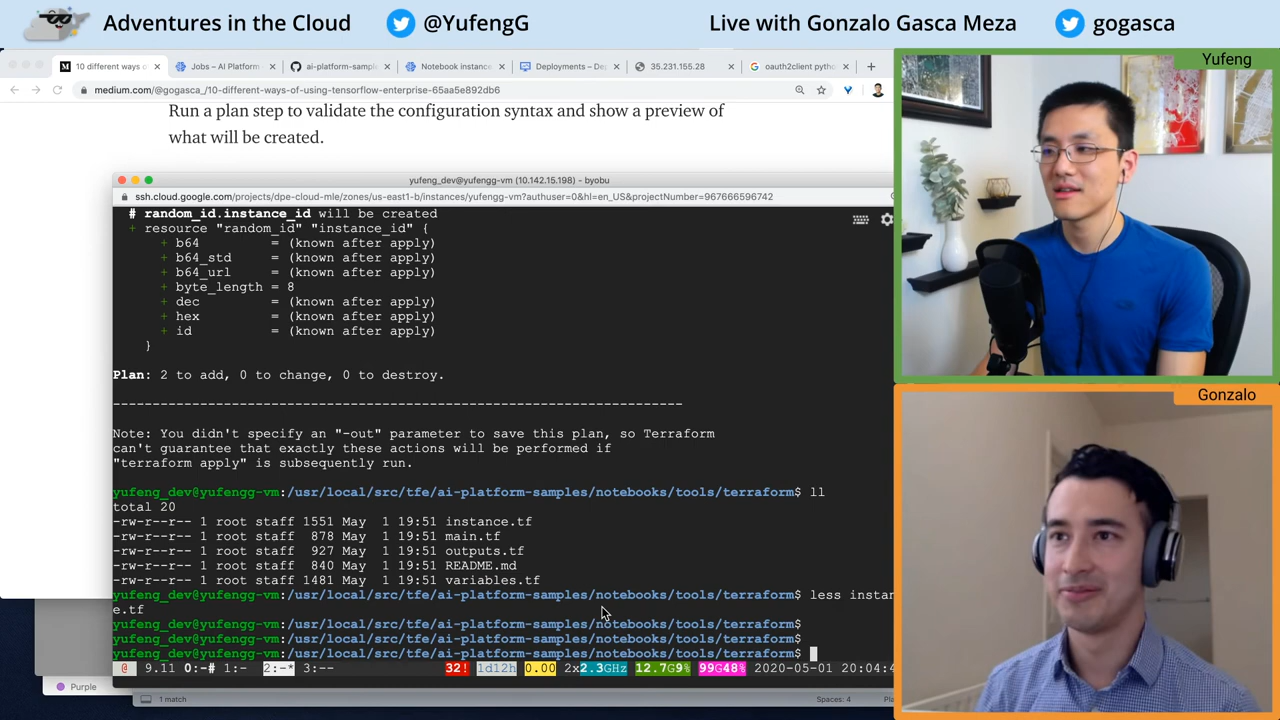 Adventures in the Cloud
@YufengG
Live with Gonzalo Gasca Meza
gogasca
10 different ways o
Jobs – AI Platform -
ai-platform-sample
Notebook instance
Deployments – Dep
35.231.155.28
oauth2client python
medium.com/@gogasca_/10-different-ways-of-using-tensorflow-enterprise-65aa5e892db6
Run a plan step to validate the configuration syntax and show a preview of
what will be created.
yufeng_dev@yufengg-vm (10.142.15.198) - byobu
ssh.cloud.google.com/projects/dpe-cloud-mle/zones/us-east1-b/instances/yufengg-vm?authuser=0&hl=en_US&projectNumber=967666596742
# random_id.instance_id will be created
+ resource "random_id" "instance_id" {
+ b64 = (known after apply)
+ b64_std = (known after apply)
+ b64_url = (known after apply)
+ byte_length = 8
+ dec = (known after apply)
+ hex = (known after apply)
+ id = (known after apply)
}
Plan: 2 to add, 0 to change, 0 to destroy.
------------------------------------------------------------------------
Note: You didn't specify an "-out" parameter to save this plan, so Terraform
can't guarantee that exactly these actions will be performed if
"terraform apply" is subsequently run.
yufeng_dev@yufengg-vm:/usr/local/src/tfe/ai-platform-samples/notebooks/tools/terraform$ ll
total 20
-rw-r--r-- 1 root staff 1551 May 1 19:51 instance.tf
-rw-r--r-- 1 root staff 878 May 1 19:51 main.tf
-rw-r--r-- 1 root staff 927 May 1 19:51 outputs.tf
-rw-r--r-- 1 root staff 840 May 1 19:51 README.md
-rw-r--r-- 1 root staff 1481 May 1 19:51 variables.tf
yufeng_dev@yufengg-vm:/usr/local/src/tfe/ai-platform-samples/notebooks/tools/terraform$ less instan
e.tf
yufeng_dev@yufengg-vm:/usr/local/src/tfe/ai-platform-samples/notebooks/tools/terraform$
yufeng_dev@yufengg-vm:/usr/local/src/tfe/ai-platform-samples/notebooks/tools/terraform$
yufeng_dev@yufengg-vm:/usr/local/src/tfe/ai-platform-samples/notebooks/tools/terraform$
@ 9.11 0:-# 1:- 2:-* 3:-- 32! 1d12h 0.00 2x2.3GHz 12.7G9% 99G48% 2020-05-01 20:04:4
Purple
1 match
Spaces: 4
Yufeng
Gonzalo